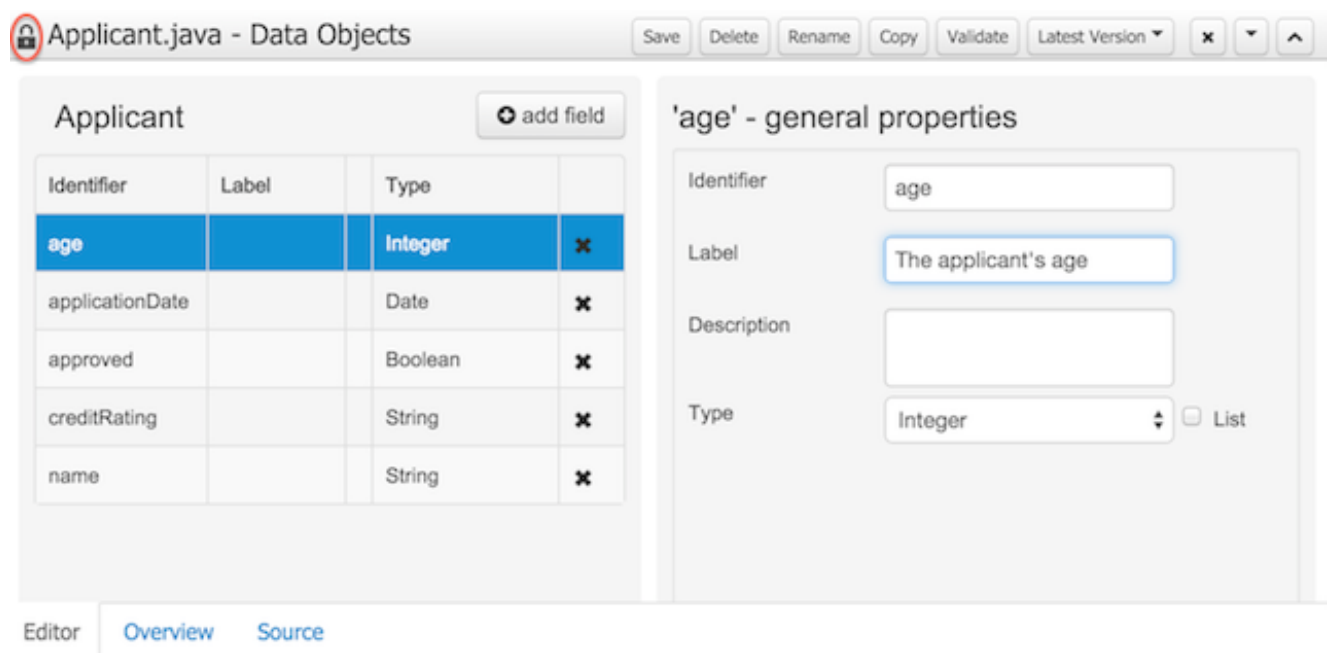 Applicant.java - Data Objects
Save Delete Rename Copy Validate Latest Version
Applicant
add field
Identifier Label Type
age Integer
applicationDate Date
approved Boolean
creditRating String
name String
'age' - general properties
Identifier age
Label The applicant's age
Description
Type Integer List
Editor Overview Source